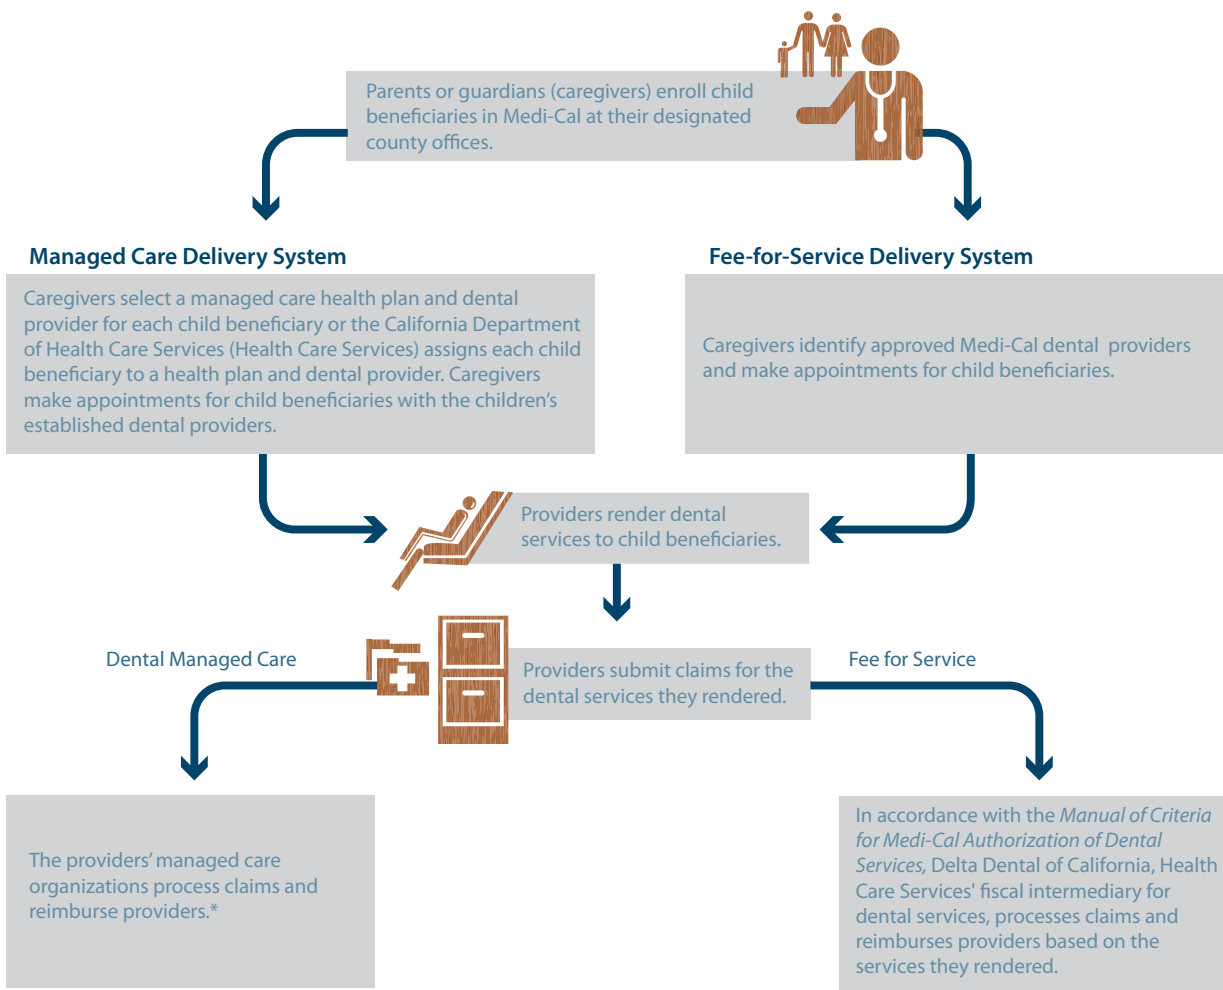 Parents or guardians (caregivers) enroll child
beneficiaries in Medi-Cal at their designated
county offices.
Managed Care Delivery System
Caregivers select a managed care health plan and dental
provider for each child beneficiary or the California Department
of Health Care Services (Health Care Services) assigns each child
beneficiary to a health plan and dental provider. Caregivers
make appointments for child beneficiaries with the children’s
established dental providers.
Fee-for-Service Delivery System
Caregivers identify approved Medi-Cal dental providers
and make appointments for child beneficiaries.
Providers render dental
services to child beneficiaries.
Providers submit claims for the
dental services they rendered.
Dental Managed Care
The providers’ managed care
organizations process claims and
reimburse providers.*
Fee for Service
In accordance with the Manual of Criteria
for Medi-Cal Authorization of Dental
Services, Delta Dental of California, Health
Care Services' fiscal intermediary for
dental services, processes claims and
reimburses providers based on the
services they rendered.